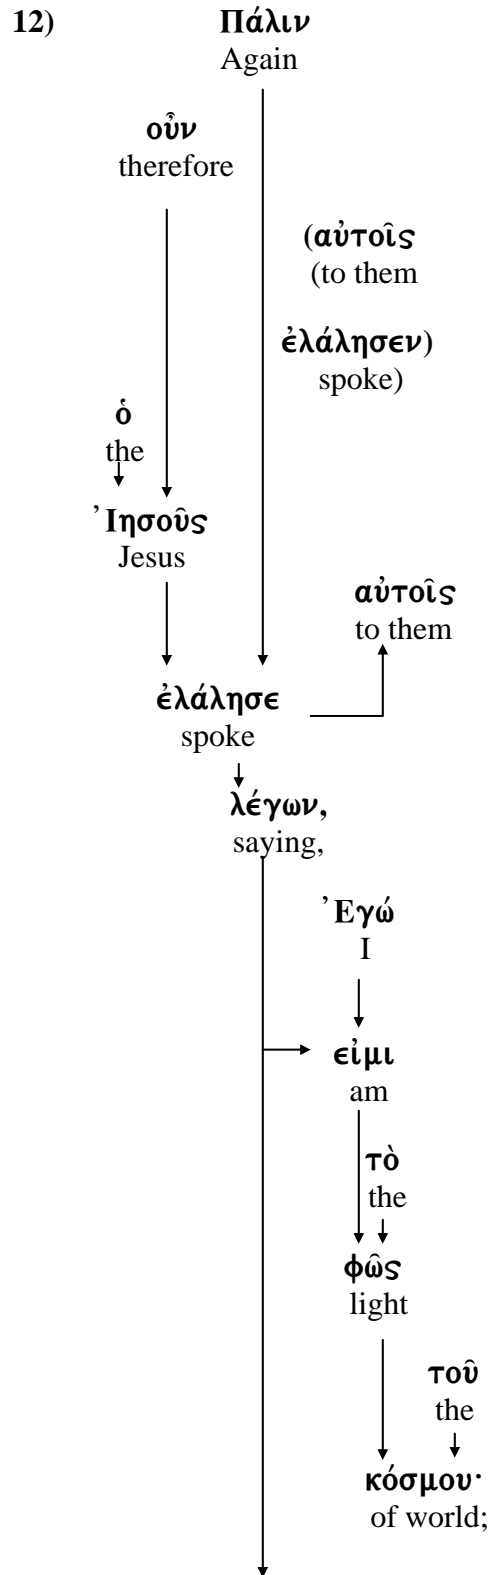 12) Πάλιν
Again
οὖν
therefore
(αὐτοῖς
(to them
ἐλάλησεν)
spoke)
ὁ
the
Ἰησοῦς
Jesus
αὐτοῖς
to them
ἐλάλησε
spoke
λέγων,
saying,
Ἐγώ
I
εἰμι
am
τὸ
the
φῶς
light
τοῦ
the
κόσμου·
of world;